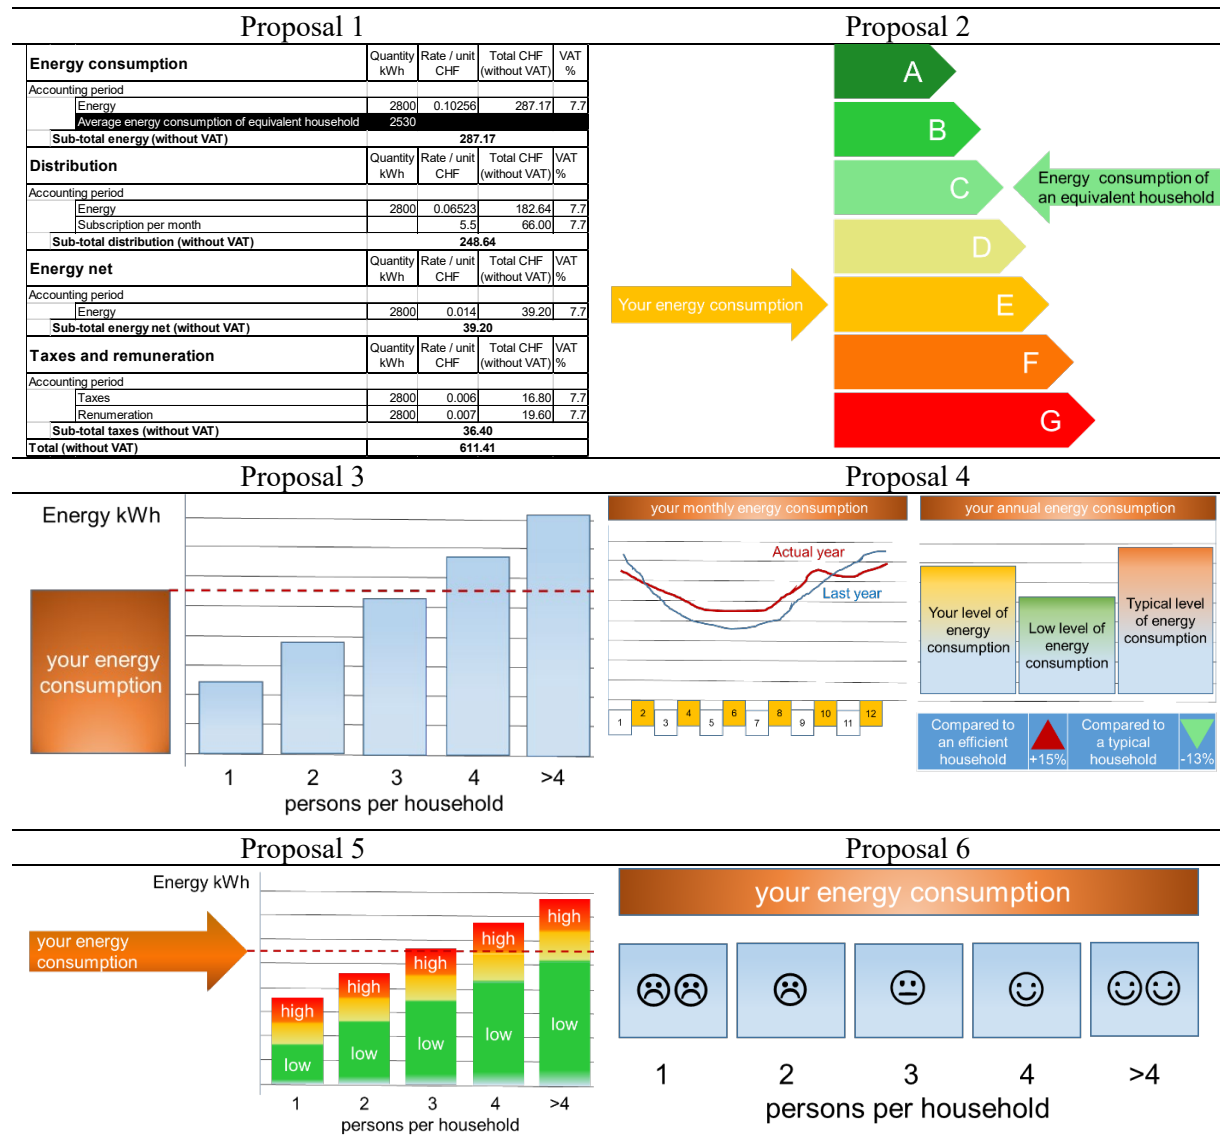 Proposal 1
Energy consumption Quantity kWh Rate / unit CHF Total CHF (without VAT) VAT %
Accounting period
Energy 2800 0.10256 287.17 7.7
Average energy consumption of equivalent household 2530
Sub-total energy (without VAT) 287.17
Distribution Quantity kWh Rate / unit CHF Total CHF (without VAT) VAT %
Accounting period
Energy 2800 0.06523 182.64 7.7
Subscription per month 5.5 66.00 7.7
Sub-total distribution (without VAT) 248.64
Energy net Quantity kWh Rate / unit CHF Total CHF (without VAT) VAT %
Accounting period
Energy 2800 0.014 39.20 7.7
Sub-total energy net (without VAT) 39.20
Taxes and remuneration Quantity kWh Rate / unit CHF Total CHF (without VAT) VAT %
Accounting period
Taxes 2800 0.006 16.80 7.7
Renumeration 2800 0.007 19.60 7.7
Sub-total taxes (without VAT) 36.40
Total (without VAT) 611.41
Proposal 2
A
B
C
Energy consumption of
an equivalent household
D
Your energy consumption
E
F
G
Proposal 3
Energy kWh
your energy
consumption
1 2 3 4 >4
persons per household
Proposal 4
your monthly energy consumption
Actual year
Last year
1 2 3 4 5 6 7 8 9 10 11 12
your annual energy consumption
Your level of
energy
consumption
Low level of
energy
consumption
Typical level
of energy
consumption
Compared to
an efficient
household
+15%
Compared to
a typical
household
-13%
Proposal 5
Energy kWh
your energy
consumption
high high high high high
low low low low low
1 2 3 4 >4
persons per household
Proposal 6
your energy consumption
1 2 3 4 >4
persons per household